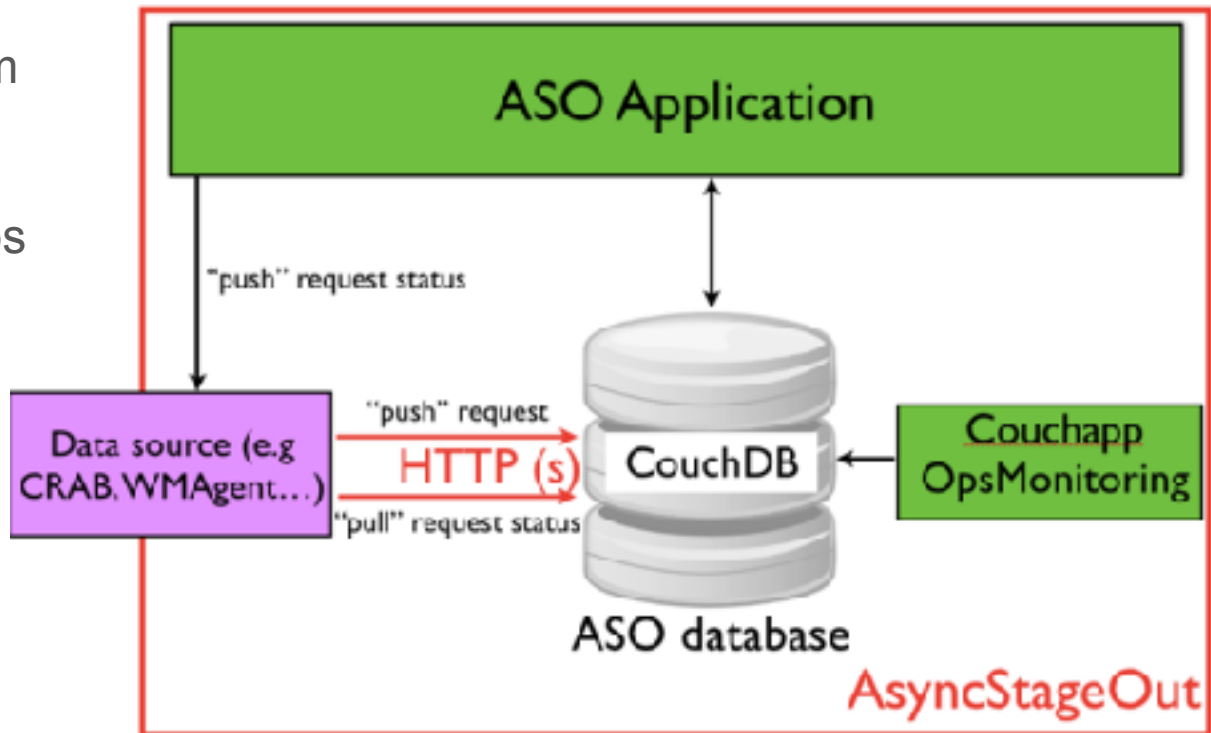 ASO Application
"push" request status
"push" request
Data source (e.g
CRAB,WMAgent...)
HTTP (s)
"pull" request status
CouchDB
Couchapp
OpsMonitoring
ASO database
AsyncStageOut